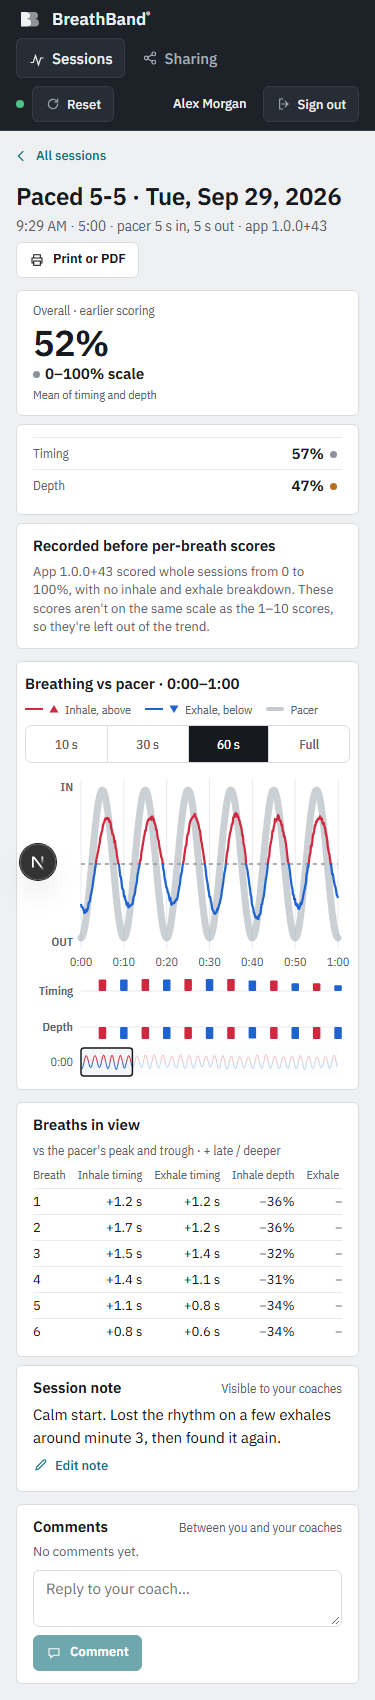 BreathBand®
Sessions
Sharing
Reset
Alex Morgan
Sign out
All sessions
Paced 5-5 · Tue, Sep 29, 2026
9:29 AM · 5:00 · pacer 5 s in, 5 s out · app 1.0.0+43
Print or PDF
Overall · earlier scoring
52%
0–100% scale
Mean of timing and depth
Timing 57%
Depth 47%
Recorded before per-breath scores
App 1.0.0+43 scored whole sessions from 0 to
100%, with no inhale and exhale breakdown. These
scores aren't on the same scale as the 1–10 scores,
so they're left out of the trend.
Breathing vs pacer · 0:00–1:00
Inhale, above Exhale, below Pacer
10 s 30 s 60 s Full
IN
N
OUT
0:00 0:10 0:20 0:30 0:40 0:50 1:00
Timing
Depth
0:00
Breaths in view
vs the pacer's peak and trough · + late / deeper
Breath Inhale timing Exhale timing Inhale depth Exhale
1 +1.2 s +1.2 s −36% −
2 +1.7 s +1.2 s −36% −
3 +1.5 s +1.4 s −32% −
4 +1.4 s +1.1 s −31% −
5 +1.1 s +0.8 s −34% −
6 +0.8 s +0.6 s −34% −
Session note Visible to your coaches
Calm start. Lost the rhythm on a few exhales
around minute 3, then found it again.
Edit note
Comments Between you and your coaches
No comments yet.
Reply to your coach...
Comment